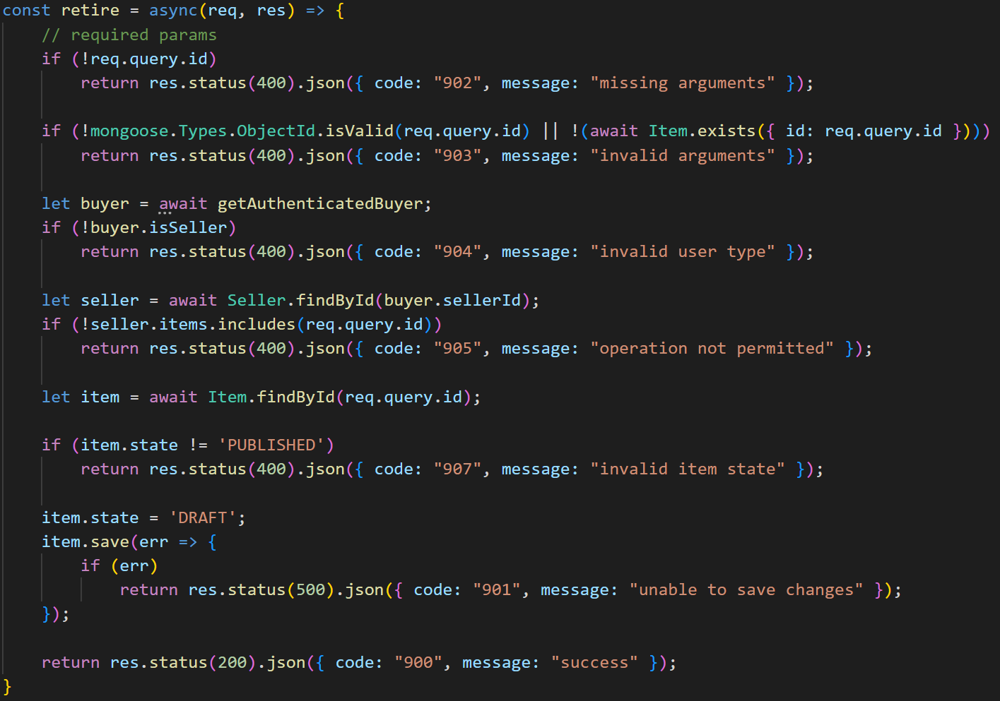 const retire = async(req, res) => {
// required params
if (!req.query.id)
return res.status(400).json({ code: "902", message: "missing arguments" });
if (!mongoose.Types.ObjectId.isValid(req.query.id) || !(await Item.exists({ id: req.query.id })))
return res.status(400).json({ code: "903", message: "invalid arguments" });
let buyer = await getAuthenticatedBuyer;
if (!buyer.isSeller)
return res.status(400).json({ code: "904", message: "invalid user type" });
let seller = await Seller.findById(buyer.sellerId);
if (!seller.items.includes(req.query.id))
return res.status(400).json({ code: "905", message: "operation not permitted" });
let item = await Item.findById(req.query.id);
if (item.state != 'PUBLISHED')
return res.status(400).json({ code: "907", message: "invalid item state" });
item.state = 'DRAFT';
item.save(err => {
if (err)
return res.status(500).json({ code: "901", message: "unable to save changes" });
});
return res.status(200).json({ code: "900", message: "success" });
}